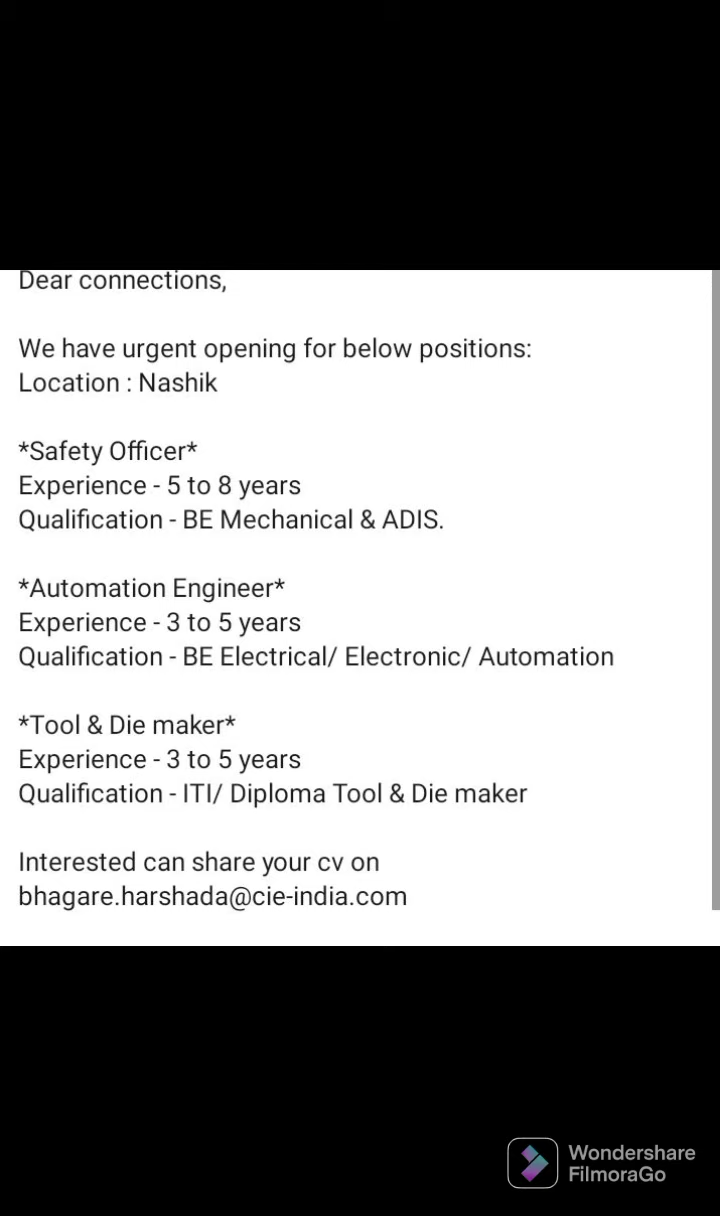 Dear connections,
We have urgent opening for below positions:
Location : Nashik
*Safety Officer*
Experience - 5 to 8 years
Qualification - BE Mechanical & ADIS.
*Automation Engineer*
Experience - 3 to 5 years
Qualification - BE Electrical/ Electronic/ Automation
*Tool & Die maker*
Experience - 3 to 5 years
Qualification - ITI/ Diploma Tool & Die maker
Interested can share your cv on
bhagare.harshada@cie-india.com
Wondershare
FilmoraGo